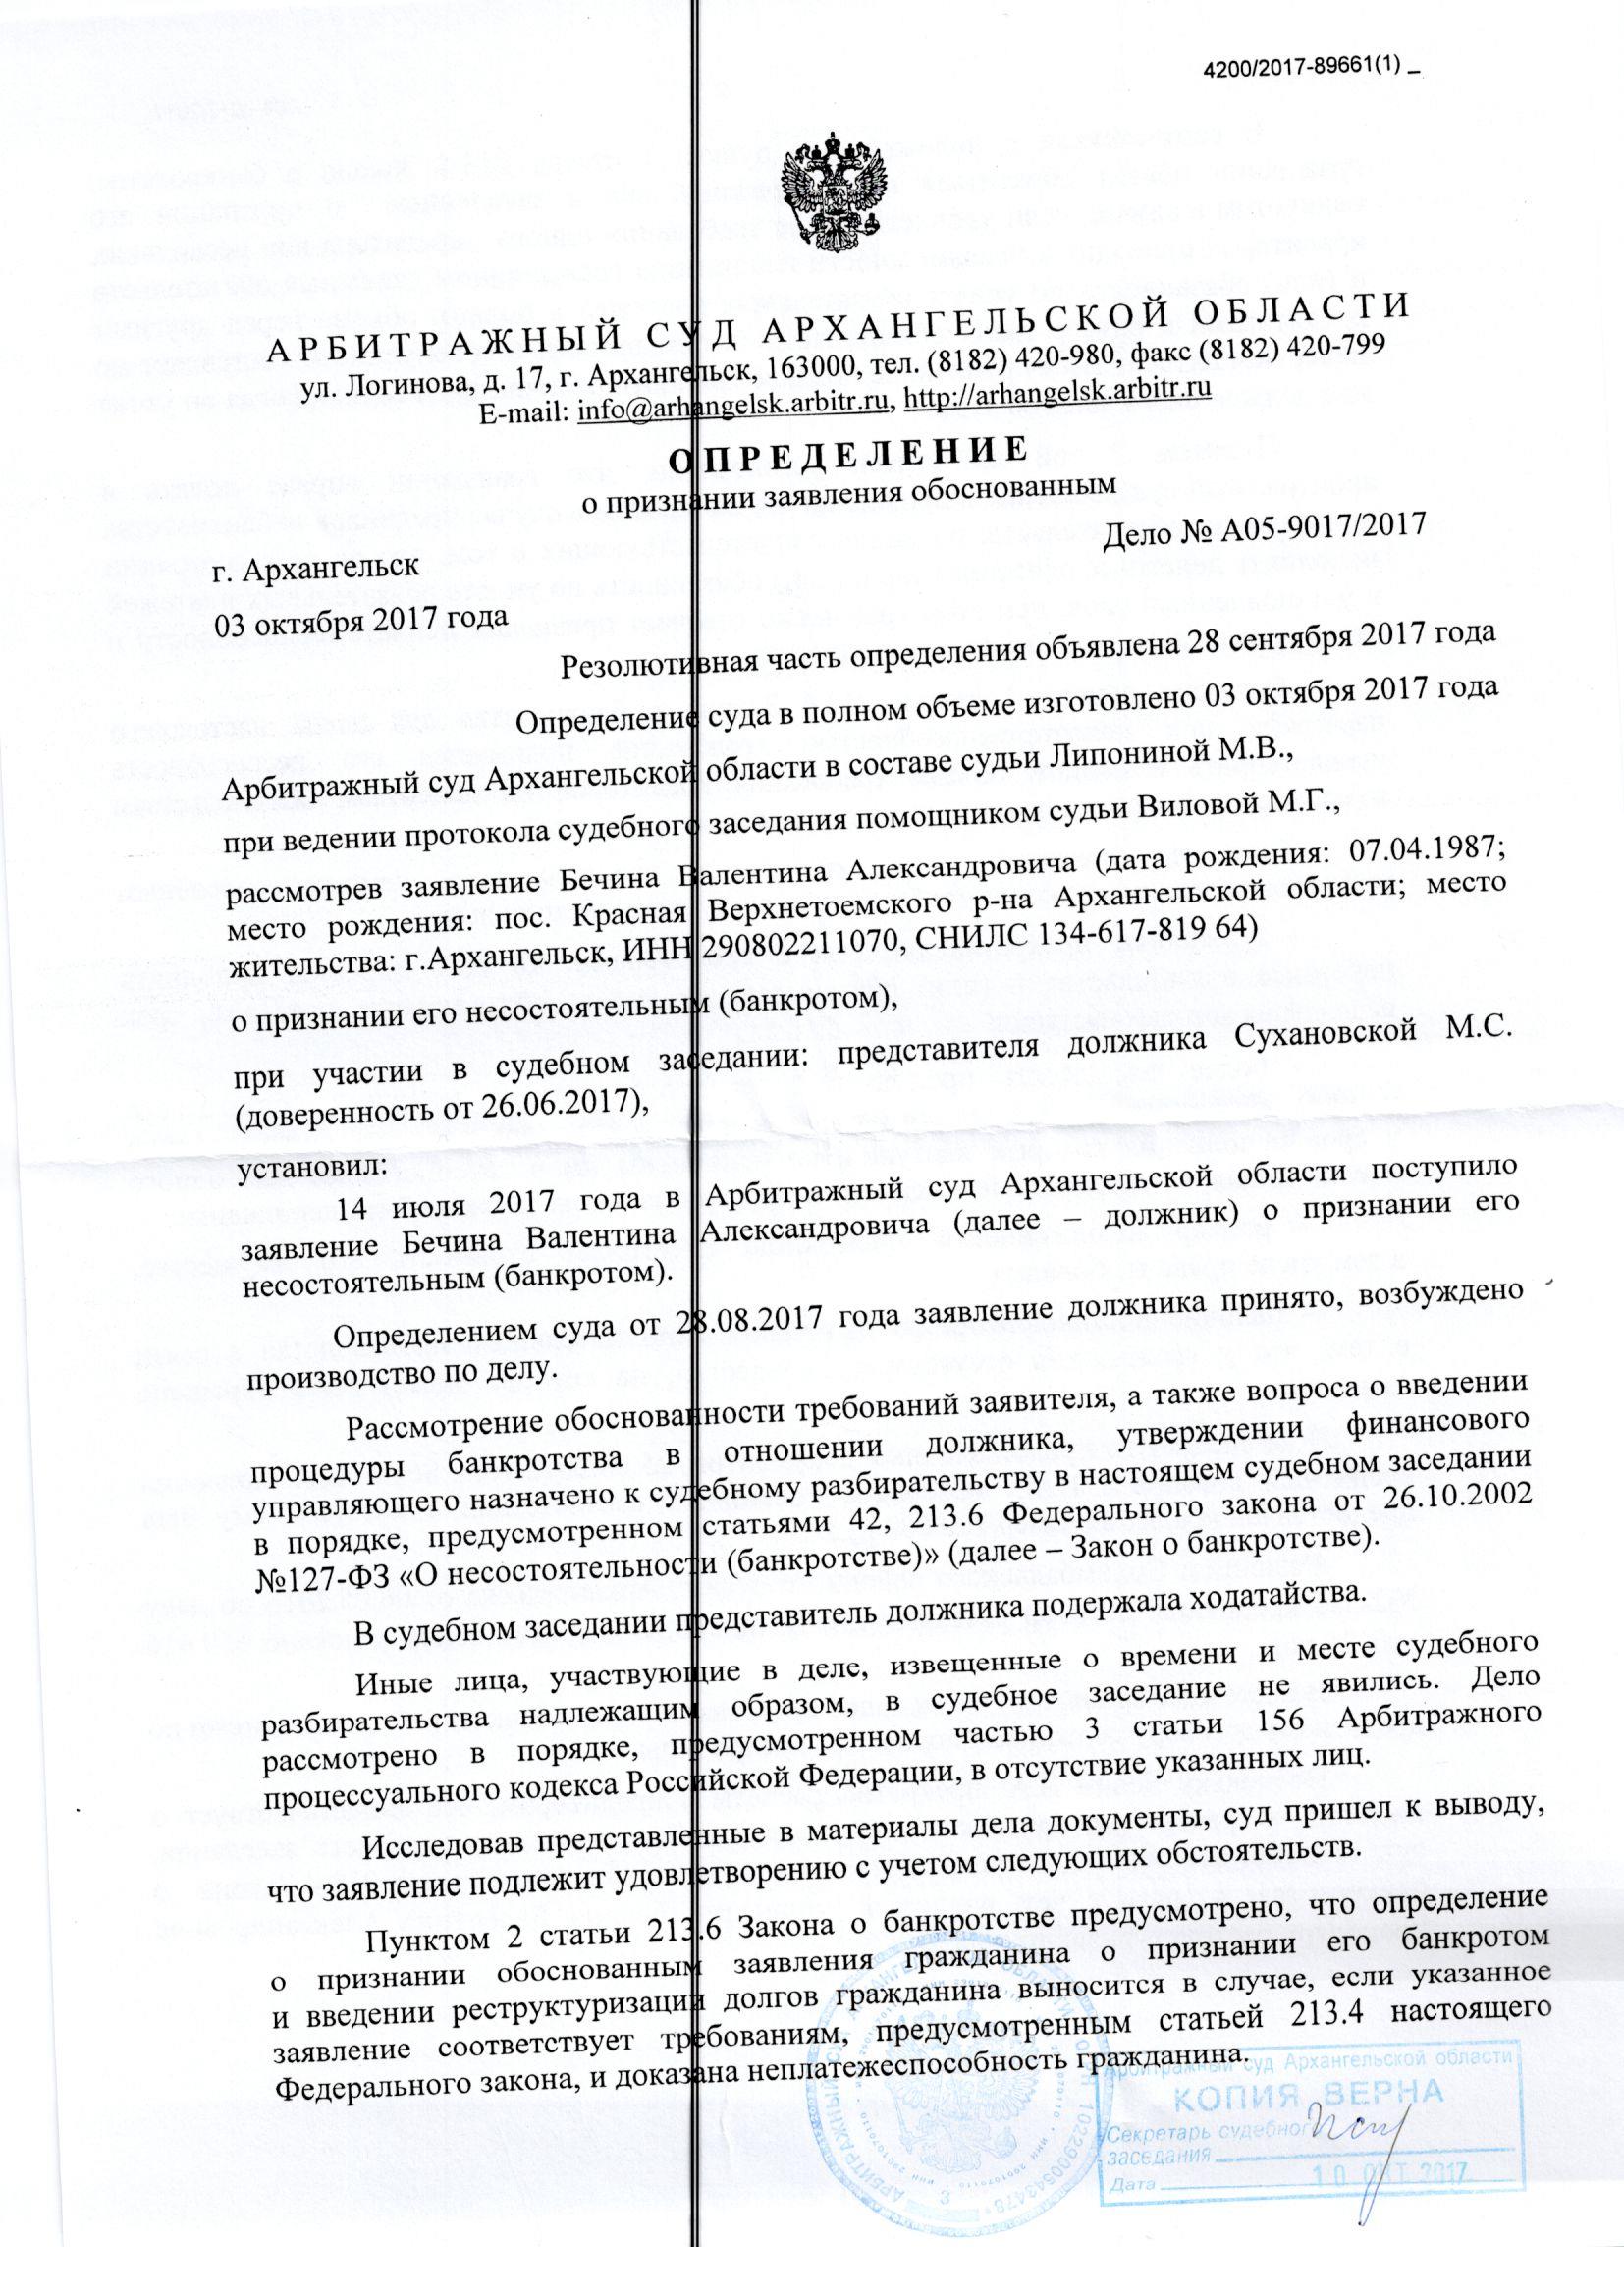 4200/2017-89661(1) _
АРБИТРАЖНЫЙ СУД АРХАНГЕЛЬСКОЙ ОБЛАСТИ
ул. Логинова, д. 17, г. Архангельск, 163000, тел. (8182) 420-980, факс (8182) 420-799
E-mail: info@arhangelsk.arbitr.ru, http://arhangelsk.arbitr.ru
ОПРЕДЕЛЕНИЕ
о признании заявления обоснованным
Дело № А05-9017/2017
г. Архангельск
03 октября 2017 года
Резолютивная часть определения объявлена 28 сентября 2017 года
Определение суда в полном объеме изготовлено 03 октября 2017 года
Арбитражный суд Архангельской области в составе судьи Липониной М.В.,
при ведении протокола судебного заседания помощником судьи Виловой М.Г.,
рассмотрев заявление Бечина Валентина Александровича (дата рождения: 07.04.1987;
место рождения: пос. Красная Верхнетоемского р-на Архангельской области; место
жительства: г.Архангельск, ИНН 290802211070, СНИЛС 134-617-819 64)
о признании его несостоятельным (банкротом),
при участии в судебном заседании: представителя должника Сухановской М.С.
(доверенность от 26.06.2017),
установил:
14 июля 2017 года в Арбитражный суд Архангельской области поступило
заявление Бечина Валентина Александровича (далее – должник) о признании его
несостоятельным (банкротом).
Определением суда от 28.08.2017 года заявление должника принято, возбуждено
производство по делу.
Рассмотрение обоснованности требований заявителя, а также вопроса о введении
процедуры банкротства в отношении должника, утверждении финансового
управляющего назначено к судебному разбирательству в настоящем судебном заседании
в порядке, предусмотренном статьями 42, 213.6 Федерального закона от 26.10.2002
№127-ФЗ «О несостоятельности (банкротстве)» (далее – Закон о банкротстве).
В судебном заседании представитель должника подержала ходатайства.
Иные лица, участвующие в деле, извещенные о времени и месте судебного
разбирательства надлежащим образом, в судебное заседание не явились. Дело
рассмотрено в порядке, предусмотренном частью 3 статьи 156 Арбитражного
процессуального кодекса Российской Федерации, в отсутствие указанных лиц.
Исследовав представленные в материалы дела документы, суд пришел к выводу,
что заявление подлежит удовлетворению с учетом следующих обстоятельств.
Пунктом 2 статьи 213.6 Закона о банкротстве предусмотрено, что определение
о признании обоснованным заявления гражданина о признании его банкротом
и введении реструктуризации долгов гражданина выносится в случае, если указанное
заявление соответствует требованиям, предусмотренным статьей 213.4 настоящего
Федерального закона, и доказана неплатежеспособность гражданина.
Арбитражный суд Архангельской области
КОПИЯ ВЕРНА
Секретарь судебного
заседания
Дата 10 ОКТ 2017